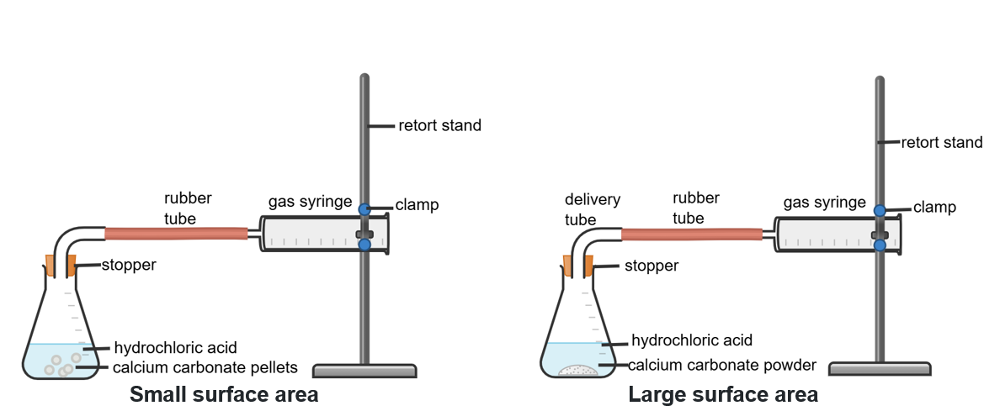 retort stand
rubber
tube
gas syringe
clamp
stopper
hydrochloric acid
calcium carbonate pellets
Small surface area
retort stand
delivery
tube
rubber
tube
gas syringe
clamp
stopper
hydrochloric acid
calcium carbonate powder
Large surface area